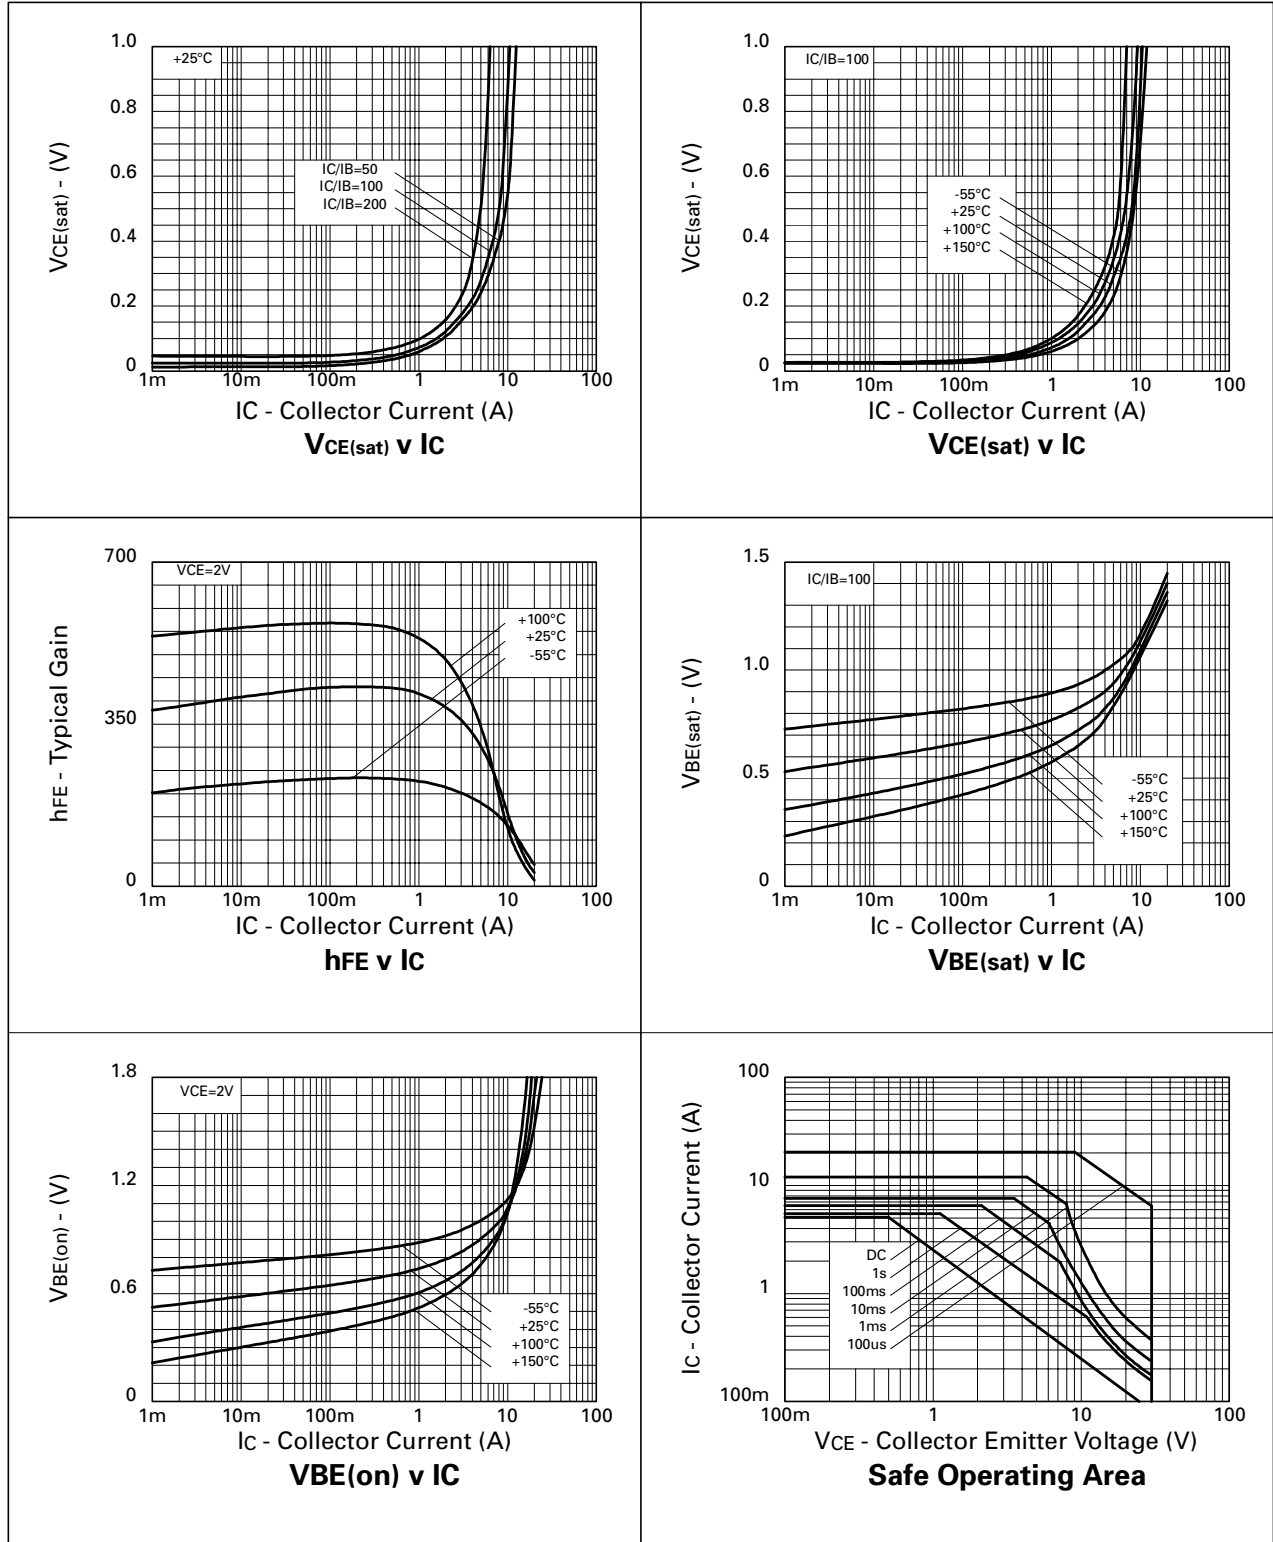 1.0
+25°C
0.8
IC/IB=50
0.6
IC/IB=100
IC/IB=200
0.4
0.2
0
VCE(sat) - (V)
1m 10m 100m 1 10 100
IC - Collector Current (A)
VCE(sat) v IC
1.0
IC/IB=100
0.8
0.6
-55°C
+25°C
0.4
+100°C
+150°C
0.2
0
VCE(sat) - (V)
1m 10m 100m 1 10 100
IC - Collector Current (A)
VCE(sat) v IC
700
VCE=2V
+100°C
+25°C
-55°C
350
0
hFE - Typical Gain
1m 10m 100m 1 10 100
IC - Collector Current (A)
hFE v IC
1.5
IC/IB=100
1.0
0.5
-55°C
+25°C
+100°C
+150°C
0
VBE(sat) - (V)
1m 10m 100m 1 10 100
IC - Collector Current (A)
VBE(sat) v IC
1.8
VCE=2V
1.2
0.6
-55°C
+25°C
+100°C
+150°C
0
VBE(on) - (V)
1m 10m 100m 1 10 100
IC - Collector Current (A)
VBE(on) v IC
100
10
DC
1s
1
100ms
10ms
1ms
100us
100m
IC - Collector Current (A)
100m 1 10 100
VCE - Collector Emitter Voltage (V)
Safe Operating Area